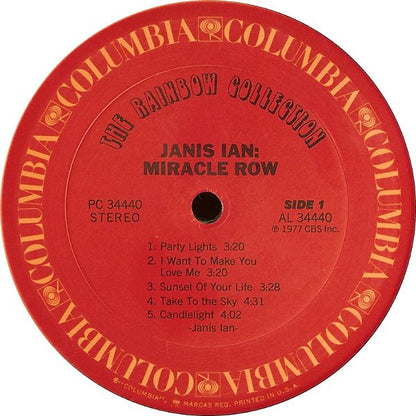 COLUMBIA COLUMBIA COLUMBIA COLUMBIA COLUMBIA COLUMBIA
THE RAINBOW COLLECTION
JANIS IAN:
MIRACLE ROW
PC 34440
STEREO
SIDE 1
AL 34440
℗ 1977 CBS Inc.
1. Party Lights 3:20
2. I Want To Make You
Love Me 3:20
3. Sunset Of Your Life 3:28
4. Take To the Sky 4:31
5. Candlelight 4:02
-Janis Ian-
®"COLUMBIA", MARCAS REG. PRINTED IN U.S.A.